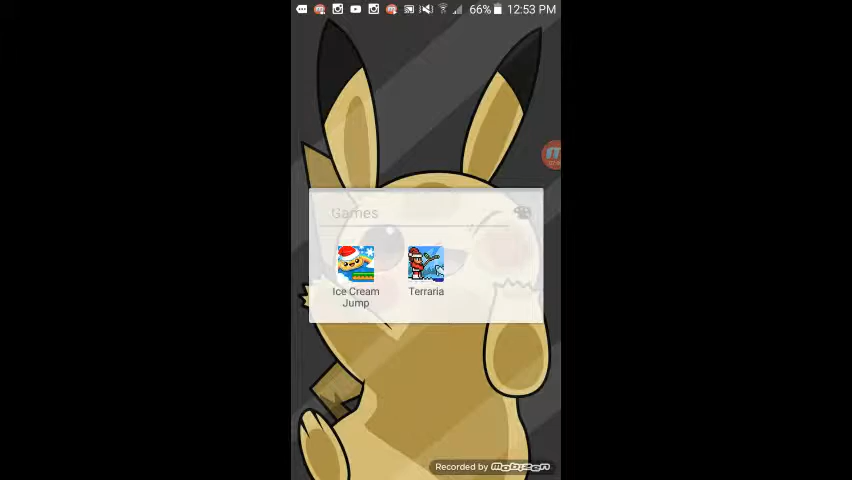 66% 12:53 PM
Games
Ice Cream
Jump
Terraria
Recorded by mobizen